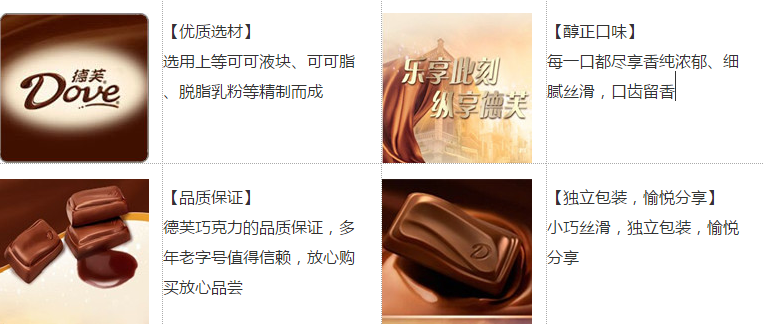 德芙
Dove
【优质选材】
选用上等可可液块、可可脂
、脱脂乳粉等精制而成
乐享此刻
纵享德芙
【醇正口味】
每一口都尽享香纯浓郁、细
腻丝滑，口齿留香
【品质保证】
德芙巧克力的品质保证，多
年老字号值得信赖，放心购
买放心品尝
【独立包装，愉悦分享】
小巧丝滑，独立包装，愉悦
分享